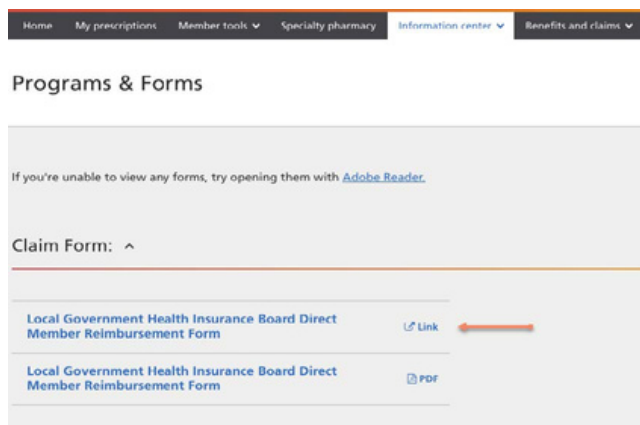 Home My prescriptions Member tools Specialty pharmacy Information center Benefits and claims
Programs & Forms
If you're unable to view any forms, try opening them with Adobe Reader.
Claim Form:
Local Government Health Insurance Board Direct
Member Reimbursement Form
Link
Local Government Health Insurance Board Direct
Member Reimbursement Form
PDF